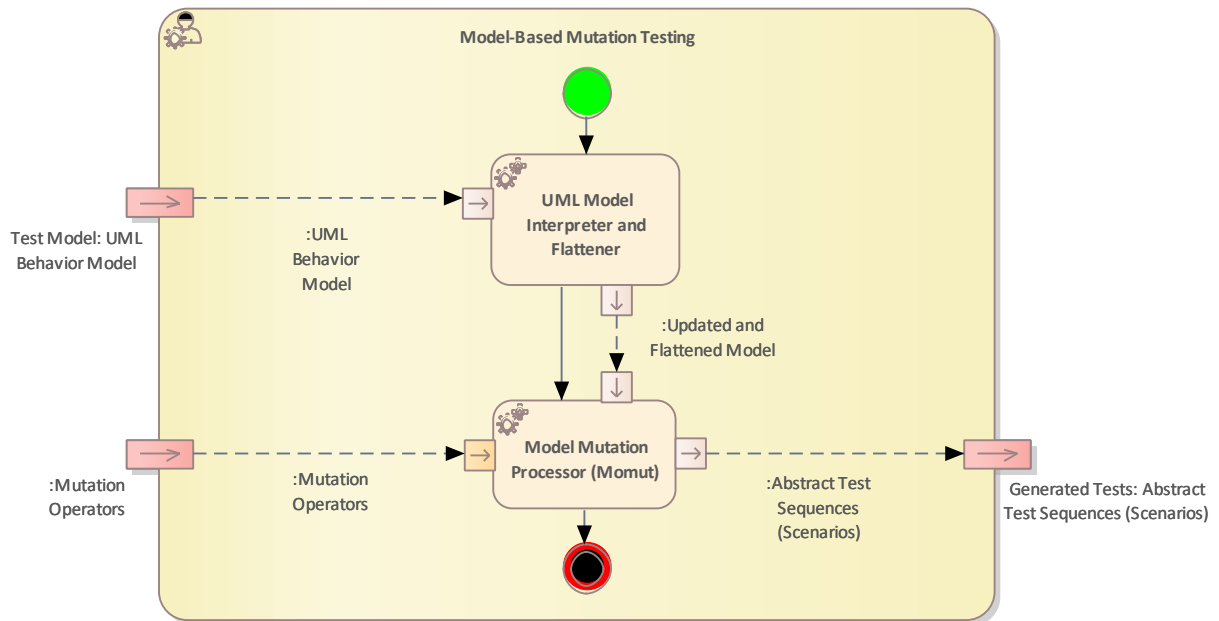 Model-Based Mutation Testing
UML Model
Interpreter and
Flattener
Test Model: UML
Behavior Model
:UML
Behavior
Model
:Updated and
Flattened Model
Model Mutation
Processor (Momut)
:Mutation
Operators
:Mutation
Operators
:Abstract Test
Sequences
(Scenarios)
Generated Tests: Abstract
Test Sequences (Scenarios)